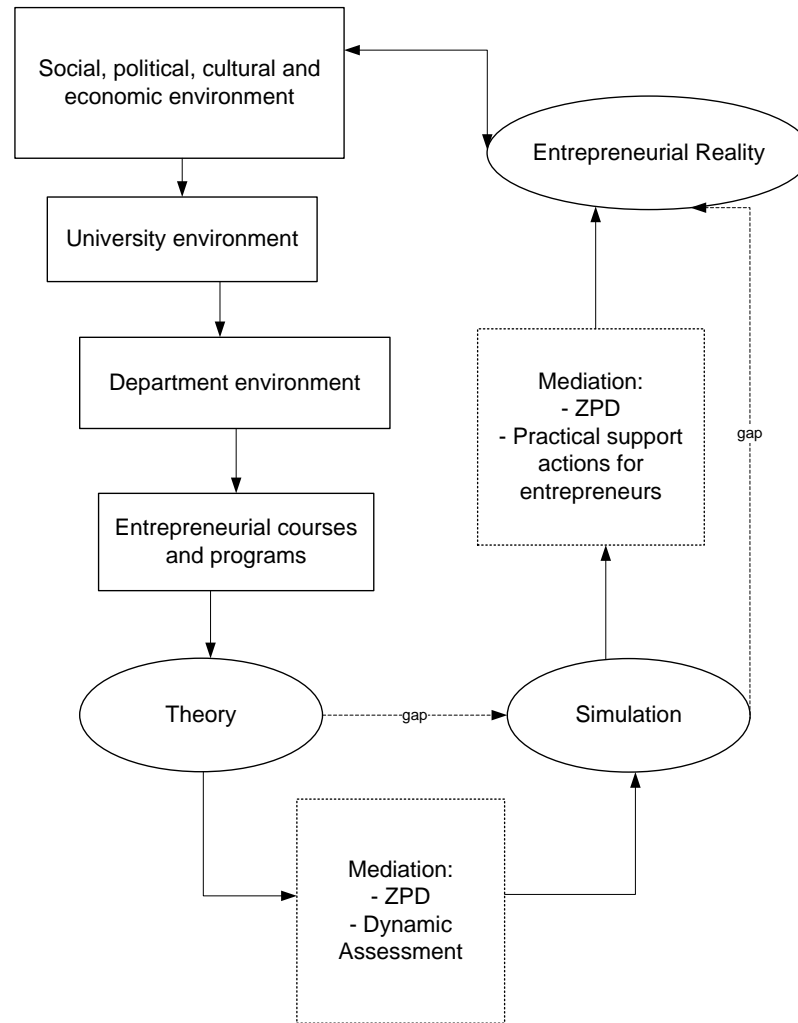 Social, political, cultural and
economic environment
Entrepreneurial Reality
University environment
Department environment
Mediation:
- ZPD
- Practical support
actions for
entrepreneurs
gap
Entrepreneurial courses
and programs
Theory
gap
Simulation
Mediation:
- ZPD
- Dynamic
Assessment